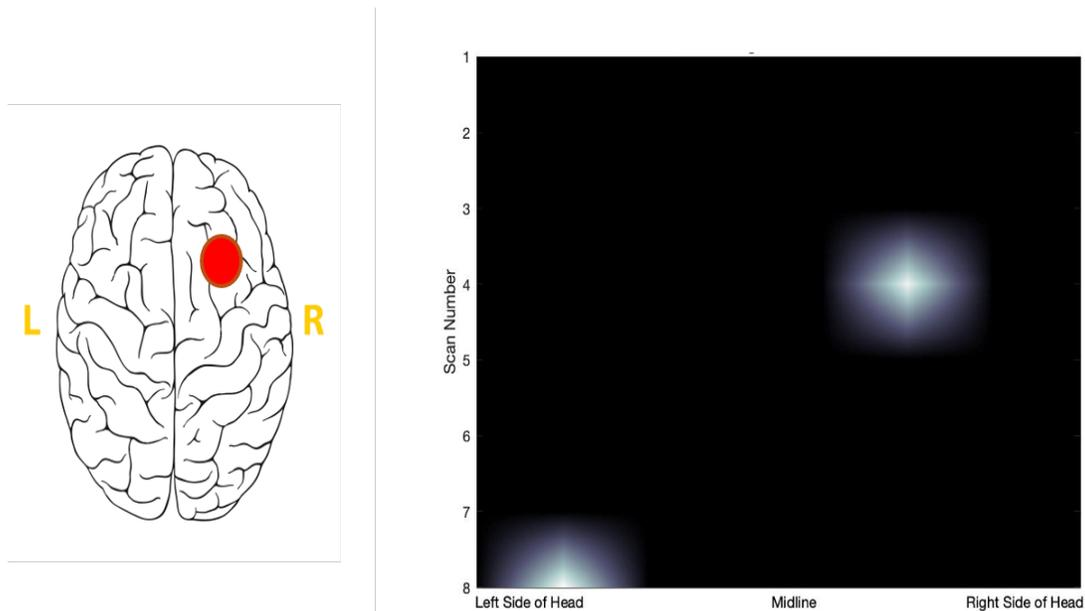 L
R
Scan Number
1
2
3
4
5
6
7
8
Left Side of Head
Midline
Right Side of Head